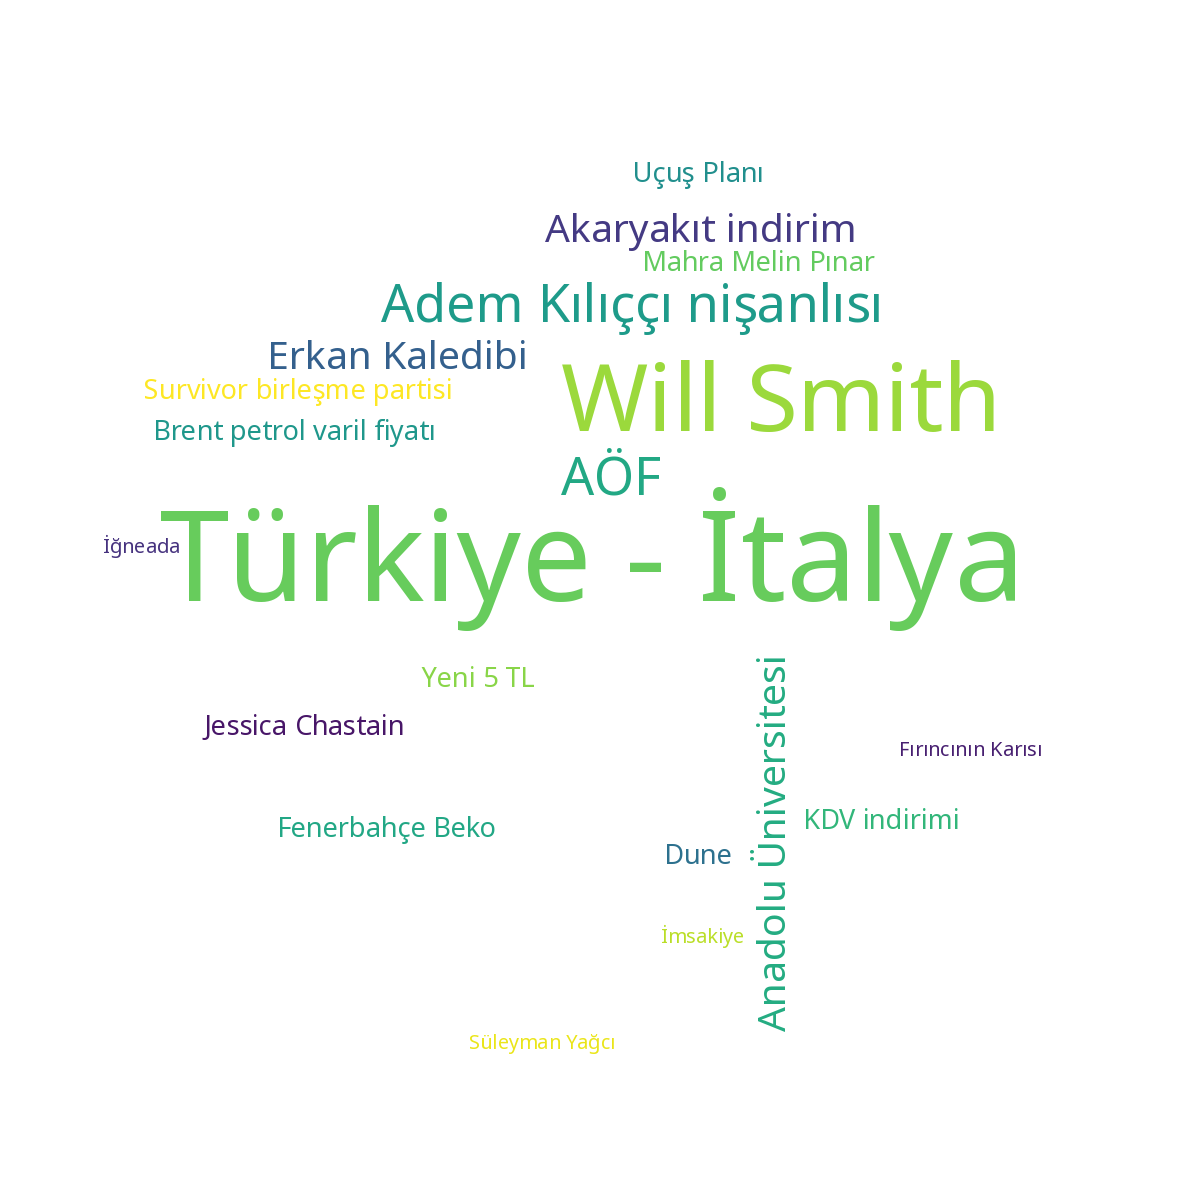 Uçuş Planı
Akaryakıt indirim
Mahra Melin Pınar
Adem Kılıççı nişanlısı
Erkan Kaledibi
Will Smith
Survivor birleşme partisi
Brent petrol varil fiyatı
AÖF
İğneada
Türkiye - İtalya
Yeni 5 TL
Anadolu Üniversitesi
Jessica Chastain
Fırıncının Karısı
KDV indirimi
Fenerbahçe Beko
Dune
İmsakiye
Süleyman Yağcı